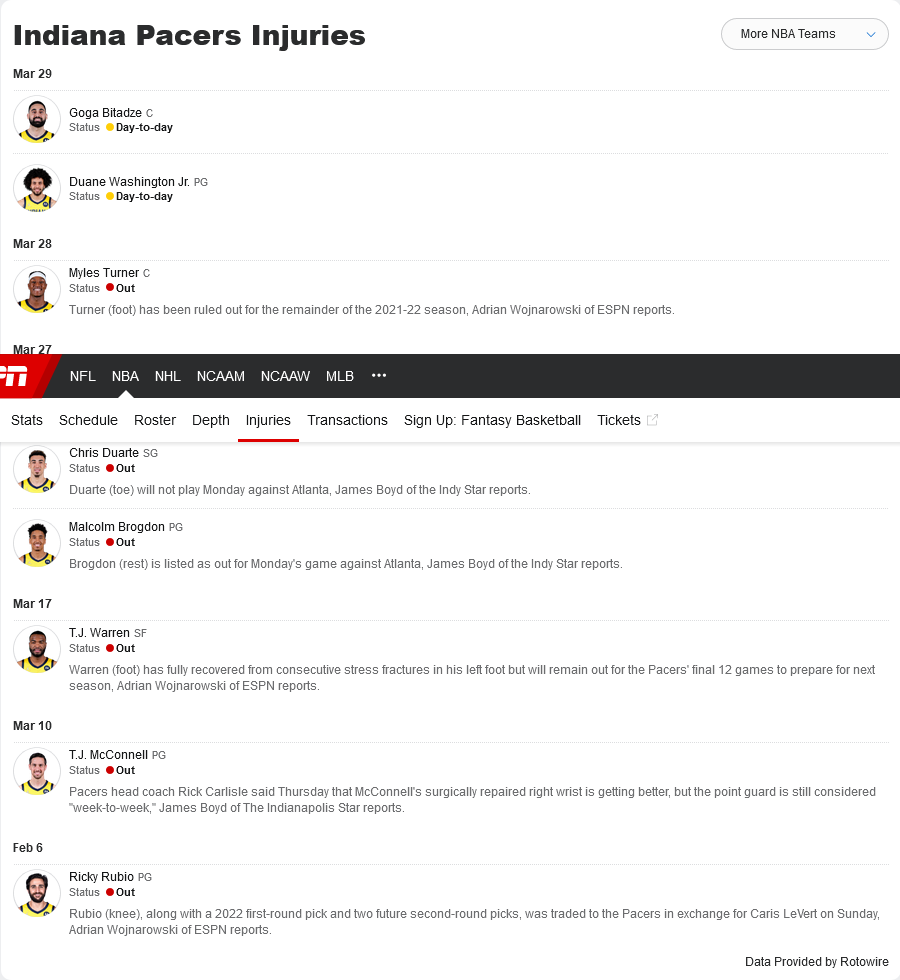 Indiana Pacers Injuries
More NBA Teams
Mar 29
Goga Bitadze C
Status Day-to-day
Duane Washington Jr. PG
Status Day-to-day
Mar 28
Myles Turner C
Status Out
Turner (foot) has been ruled out for the remainder of the 2021-22 season, Adrian Wojnarowski of ESPN reports.
Mar 27
NFL NBA NHL NCAAM NCAAW MLB •••
Stats Schedule Roster Depth Injuries Transactions Sign Up: Fantasy Basketball Tickets
Chris Duarte SG
Status Out
Duarte (toe) will not play Monday against Atlanta, James Boyd of the Indy Star reports.
Malcolm Brogdon PG
Status Out
Brogdon (rest) is listed as out for Monday's game against Atlanta, James Boyd of the Indy Star reports.
Mar 17
T.J. Warren SF
Status Out
Warren (foot) has fully recovered from consecutive stress fractures in his left foot but will remain out for the Pacers' final 12 games to prepare for next
season, Adrian Wojnarowski of ESPN reports.
Mar 10
T.J. McConnell PG
Status Out
Pacers head coach Rick Carlisle said Thursday that McConnell's surgically repaired right wrist is getting better, but the point guard is still considered
"week-to-week," James Boyd of The Indianapolis Star reports.
Feb 6
Ricky Rubio PG
Status Out
Rubio (knee), along with a 2022 first-round pick and two future second-round picks, was traded to the Pacers in exchange for Caris LeVert on Sunday,
Adrian Wojnarowski of ESPN reports.
Data Provided by Rotowire